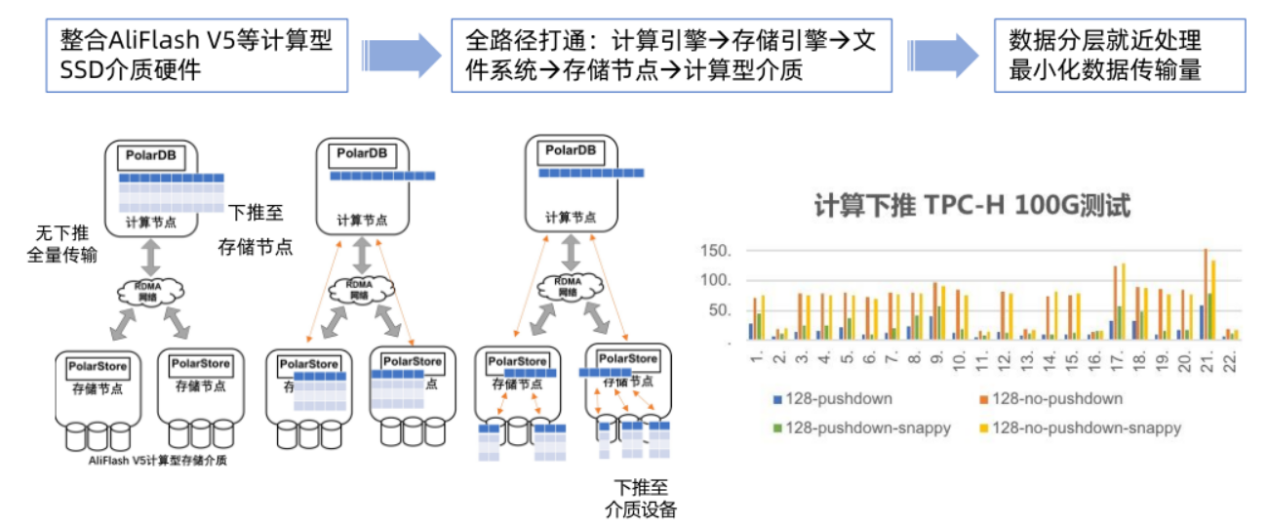 整合AliFlash V5等计算型
SSD介质硬件
全路径打通：计算引擎→存储引擎→文
件系统→存储节点→计算型介质
数据分层就近处理
最小化数据传输量
无下推
全量传输
PolarDB
计算节点
RDMA
网络
PolarStore
存储节点
PolarStore
存储节点
AliFlash V5计算型存储介质
下推至
存储节点
PolarDB
计算节点
RDMA
网络
PolarStore
存
PolarStore
点
PolarDB
计算节点
RDMA
网络
PolarStore
存储节点
PolarStore
存储节点
下推至
介质设备
计算下推 TPC-H 100G测试
150.
100.
50.
.
1. 2. 3. 4. 5. 6. 7. 8. 9. 10. 11. 12. 13. 14. 15. 16. 17. 18. 19. 20. 21. 22.
128-pushdown
128-no-pushdown
128-pushdown-snappy
128-no-pushdown-snappy